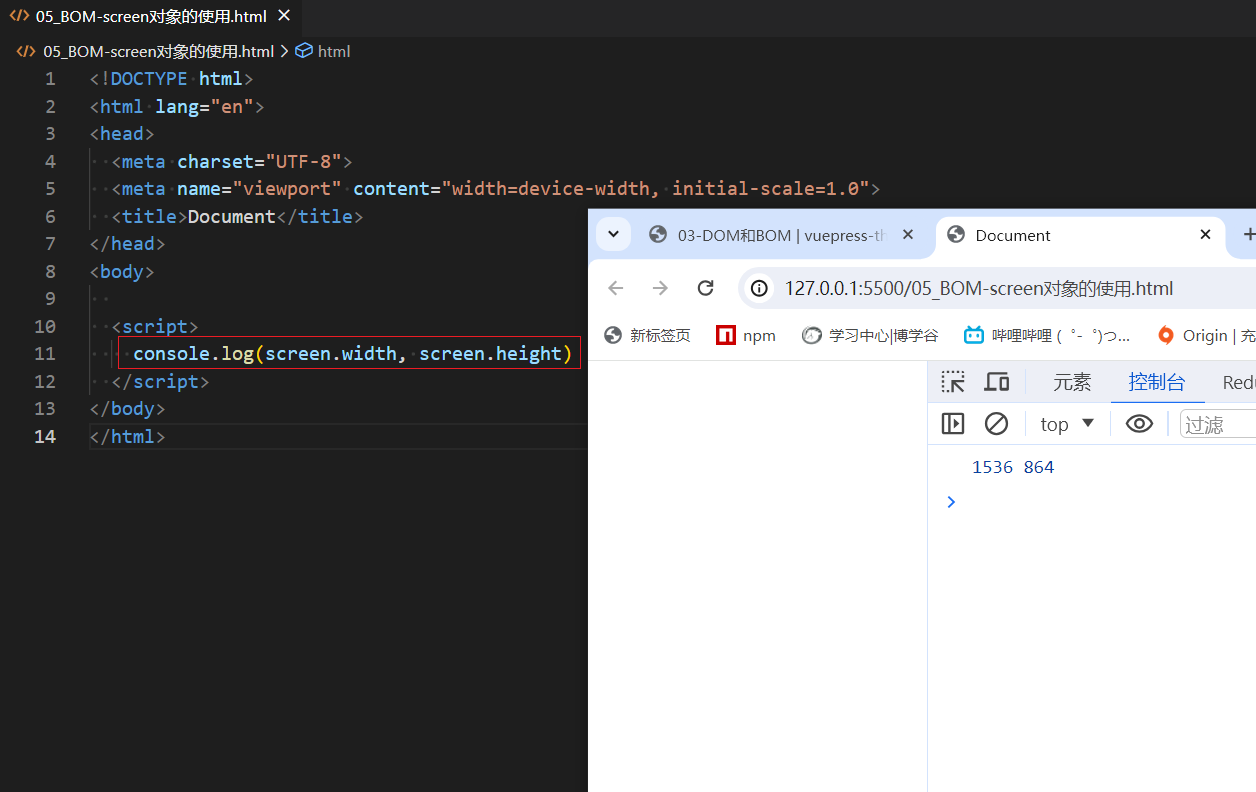 05_BOM-screen对象的使用.html
05_BOM-screen对象的使用.html > html
1 <!DOCTYPE html>
2 <html lang="en">
3 <head>
4 <meta charset="UTF-8">
5 <meta name="viewport" content="width=device-width, initial-scale=1.0">
6 <title>Document</title>
7 </head>
8 <body>
9
10 <script>
11 console.log(screen.width, screen.height)
12 </script>
13 </body>
14 </html>
03-DOM和BOM | vuepress-th
Document
127.0.0.1:5500/05_BOM-screen对象的使用.html
新标签页 npm 学习中心|博学谷 哔哩哔哩 ( ゜- ゜)つ... Origin | 充
元素 控制台 Redu
top 过滤
1536 864